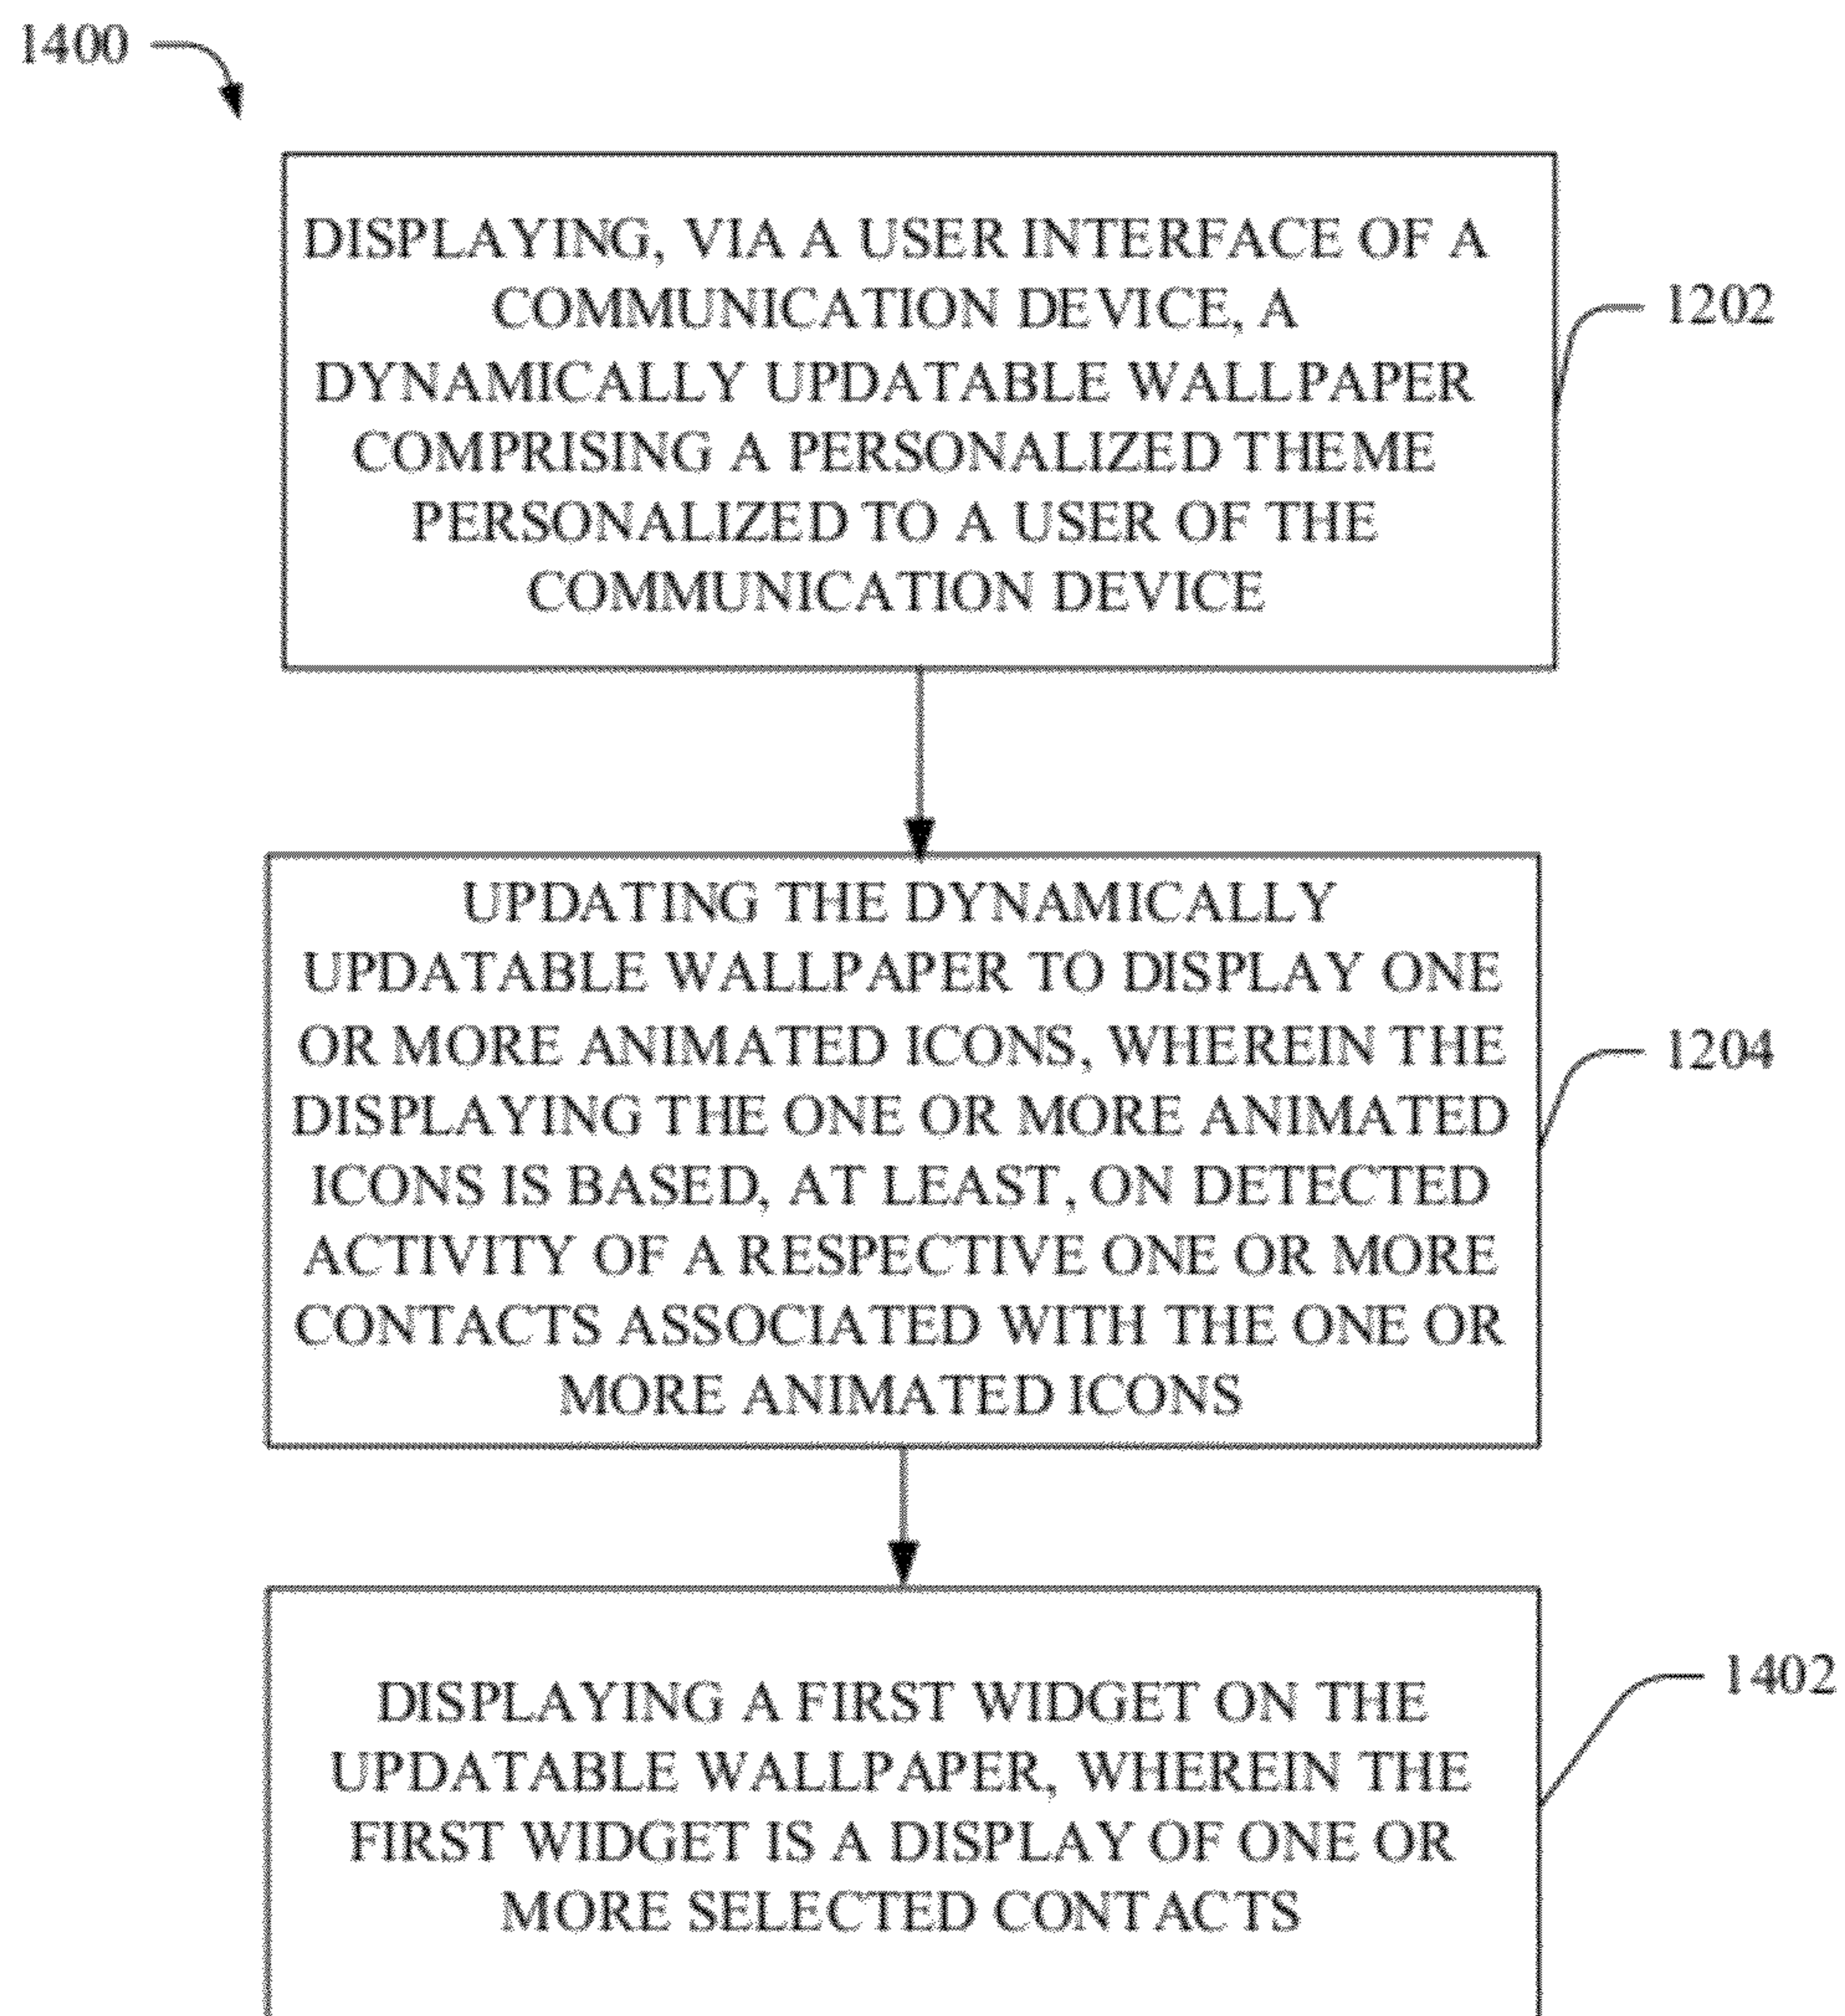 1400
DISPLAYING, VIA A USER INTERFACE OF A
COMMUNICATION DEVICE, A
DYNAMICALLY UPDATABLE WALLPAPER
COMPRISING A PERSONALIZED THEME
PERSONALIZED TO A USER OF THE
COMMUNICATION DEVICE
1202
UPDATING THE DYNAMICALLY
UPDATABLE WALLPAPER TO DISPLAY ONE
OR MORE ANIMATED ICONS, WHEREIN THE
DISPLAYING THE ONE OR MORE ANIMATED
ICONS IS BASED, AT LEAST, ON DETECTED
ACTIVITY OF A RESPECTIVE ONE OR MORE
CONTACTS ASSOCIATED WITH THE ONE OR
MORE ANIMATED ICONS
1204
DISPLAYING A FIRST WIDGET ON THE
UPDATABLE WALLPAPER, WHEREIN THE
FIRST WIDGET IS A DISPLAY OF ONE OR
MORE SELECTED CONTACTS
1402